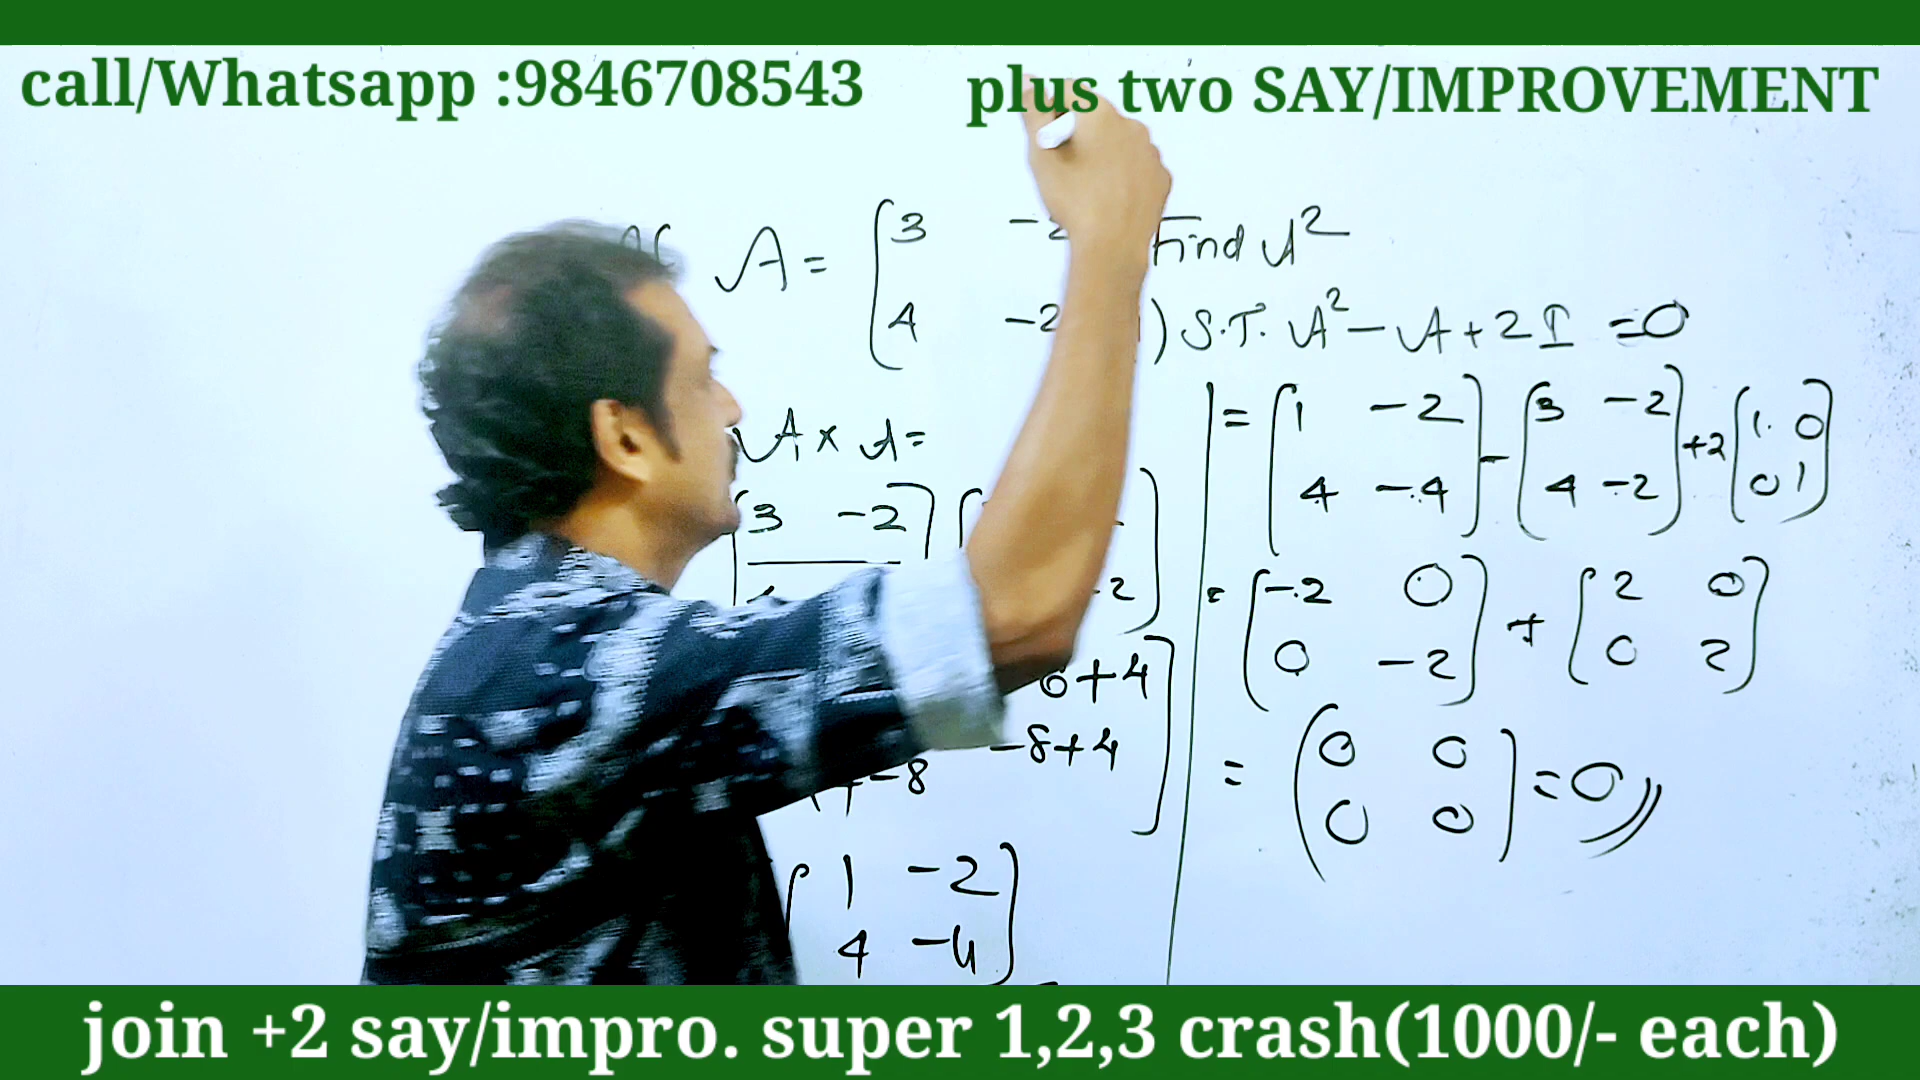 call/Whatsapp :9846708543
plus two SAY/IMPROVEMENT
A = [3 -2
4 -2
Find A²
) S.T. A² - A + 2I = 0
A x A =
[3 -2] [
-2]
6+4
-8 -8+4]
[1 -2
4 -4]
= [1 -2
4 -4] - [3 -2
4 -2] +2 [1 0
0 1]
= [-2 0
0 -2] + [2 0
0 2]
= (0 0
0 0) = 0
join +2 say/impro. super 1,2,3 crash(1000/- each)